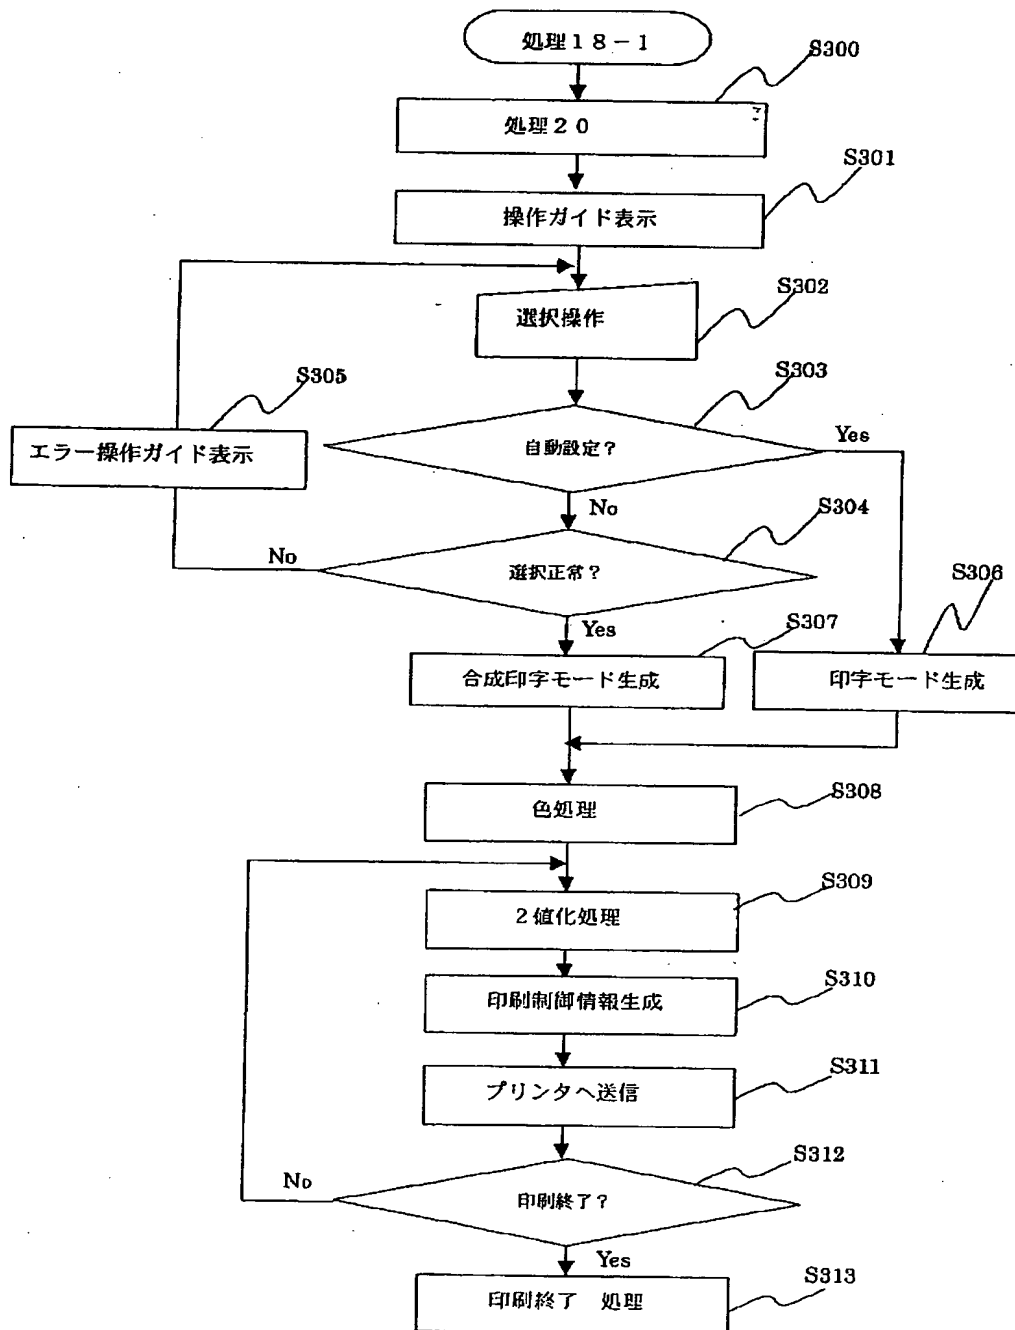 処理18-1
S300
処理20
S301
操作ガイド表示
S302
選択操作
S303
S305
エラー操作ガイド表示
自動設定？
Yes
No
S304
No
選択正常？
S306
Yes
S307
合成印字モード生成
印字モード生成
S308
色処理
S309
2値化処理
S310
印刷制御情報生成
S311
プリンタへ送信
S312
No
印刷終了？
Yes
S313
印刷終了　処理